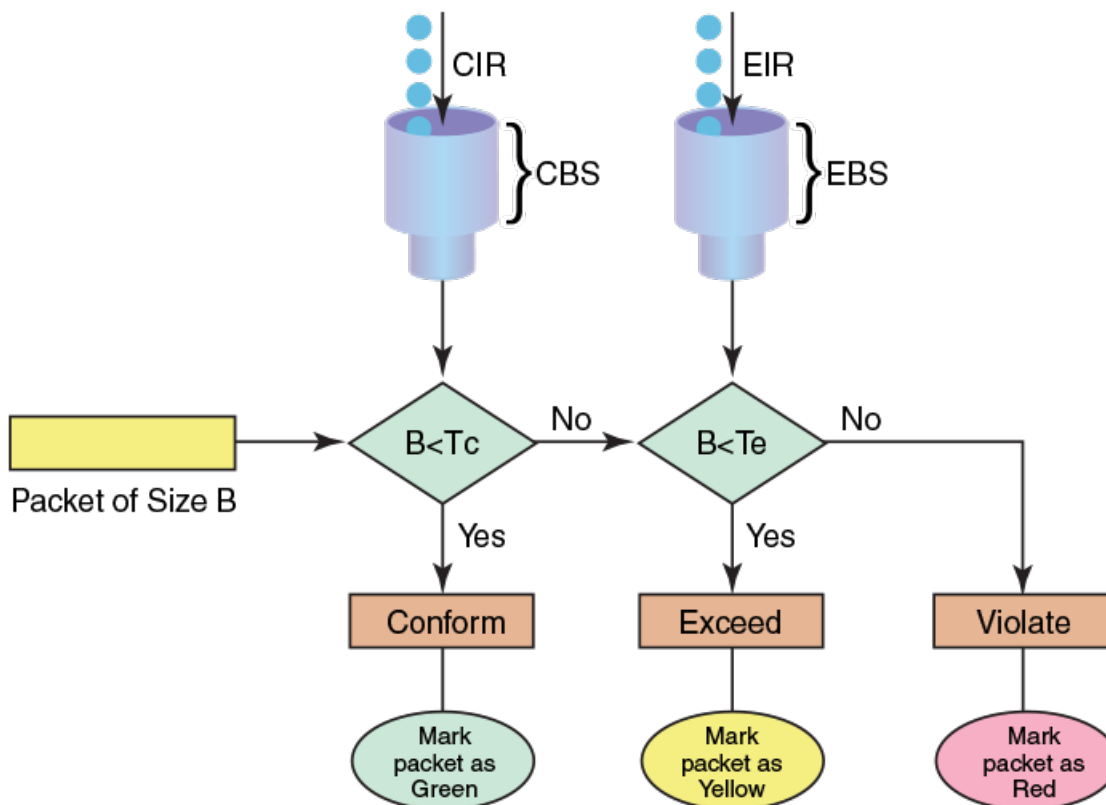 CIR
EIR
CBS
EBS
B<Tc
No
B<Te
No
Packet of Size B
Yes
Yes
Conform
Exceed
Violate
Mark
packet as
Green
Mark
packet as
Yellow
Mark
packet as
Red